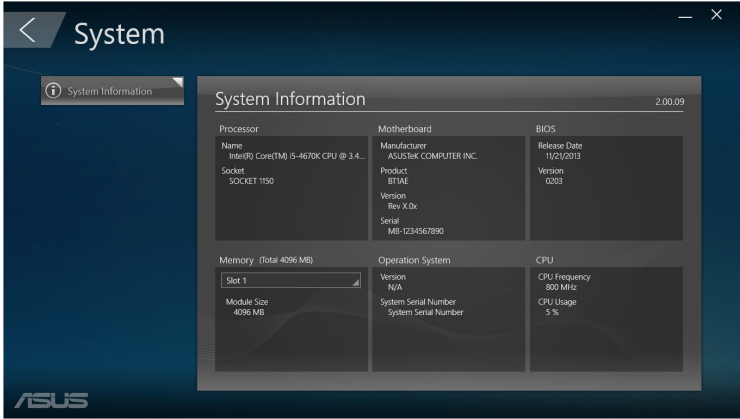 System
System Information
System Information
2.00.09
Processor
Name
Intel(R) Core(TM) i5-4670K CPU @ 3.4...
Socket
SOCKET 1150
Motherboard
Manufacturer
ASUSTeK COMPUTER INC.
Product
BT1AE
Version
Rev X.0x
Serial
MB-1234567890
BIOS
Release Date
11/21/2013
Version
0203
Memory (Total 4096 MB)
Slot 1
Module Size
4096 MB
Operation System
Version
N/A
System Serial Number
System Serial Number
CPU
CPU Frequency
800 MHz
CPU Usage
5 %
ASUS